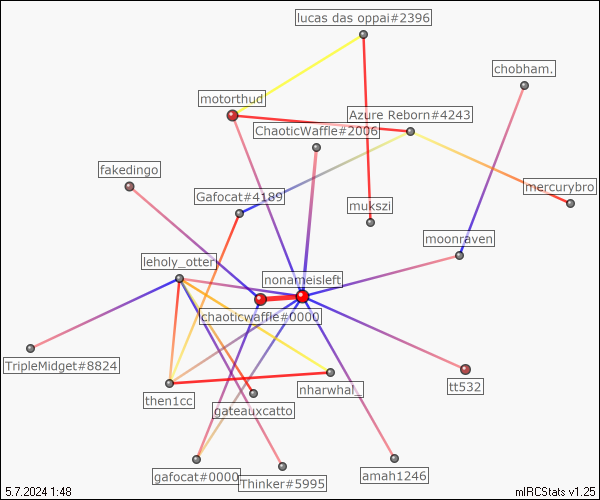 lucas das oppai#2396
chobham.
motorthud
Azure Reborn#4243
ChaoticWaffle#2006
fakedingo
mercurybro
Gafocat#4189
mukszi
moonraven
leholy_otter
nonameisleft
chaoticwaffle#0000
TripleMidget#8824
tt532
nharwhal_
then1cc
gateauxcatto
gafocat#0000
amah1246
Thinker#5995
5.7.2024 1:48
mIRCStats v1.25